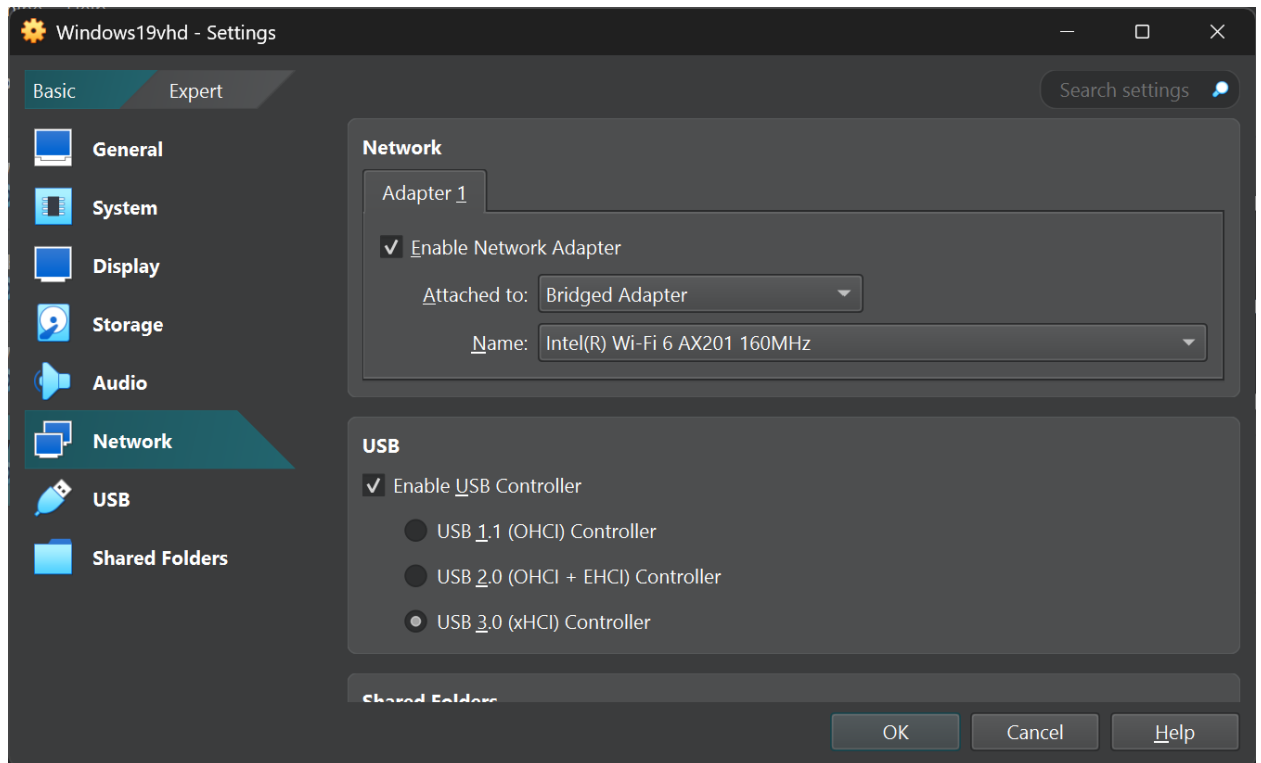 Windows19vhd - Settings
Basic
Expert
Search settings
General
System
Display
Storage
Audio
Network
USB
Shared Folders
Network
Adapter 1
Enable Network Adapter
Attached to: Bridged Adapter
Name: Intel(R) Wi-Fi 6 AX201 160MHz
USB
Enable USB Controller
USB 1.1 (OHCI) Controller
USB 2.0 (OHCI + EHCI) Controller
USB 3.0 (xHCI) Controller
Shared Folders
OK
Cancel
Help